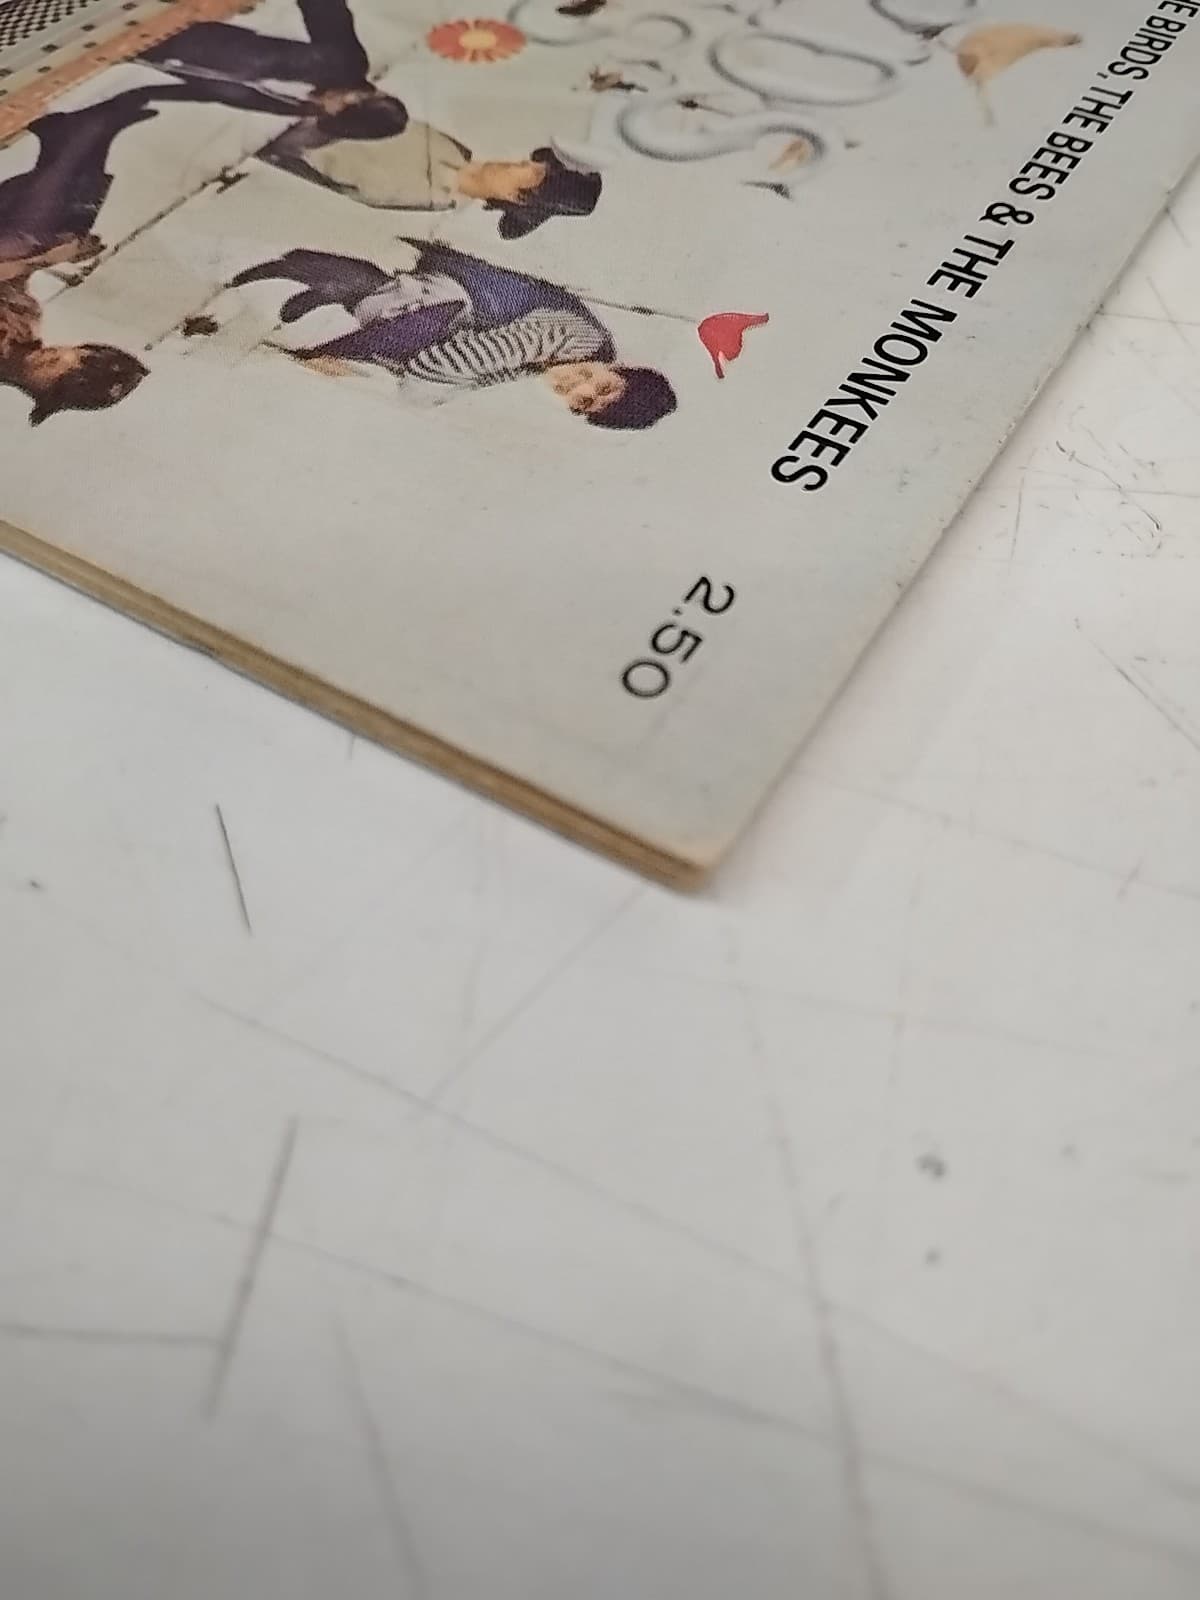 E BIRDS, THE BEES & THE MONKEES
2.50